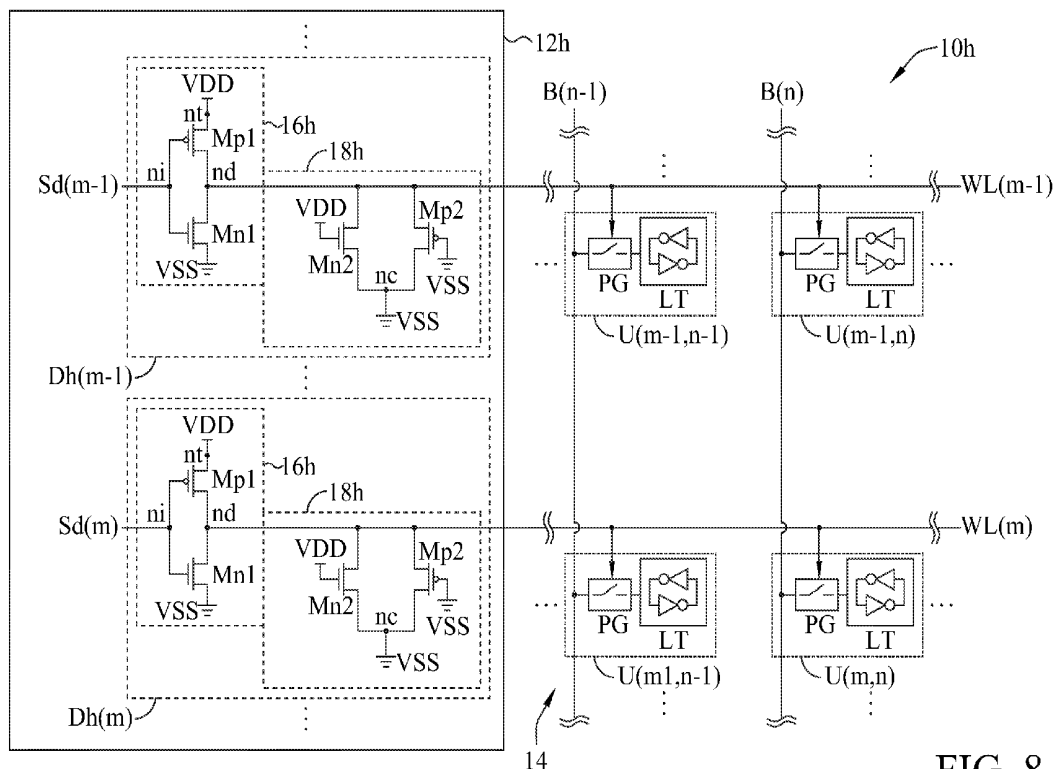 12h
10h
VDD
nt
16h
Mp1
18h
B(n-1)
B(n)
ni
nd
Sd(m-1)
WL(m-1)
VDD
Mp2
Mn1
Mn2
nc
VSS
VSS
VSS
PG
LT
PG
LT
U(m-1,n-1)
U(m-1,n)
Dh(m-1)
VDD
nt
16h
Mp1
18h
ni
nd
Sd(m)
WL(m)
VDD
Mp2
Mn1
Mn2
nc
VSS
VSS
VSS
PG
LT
PG
LT
U(m1,n-1)
U(m,n)
Dh(m)
14
FIG. 8